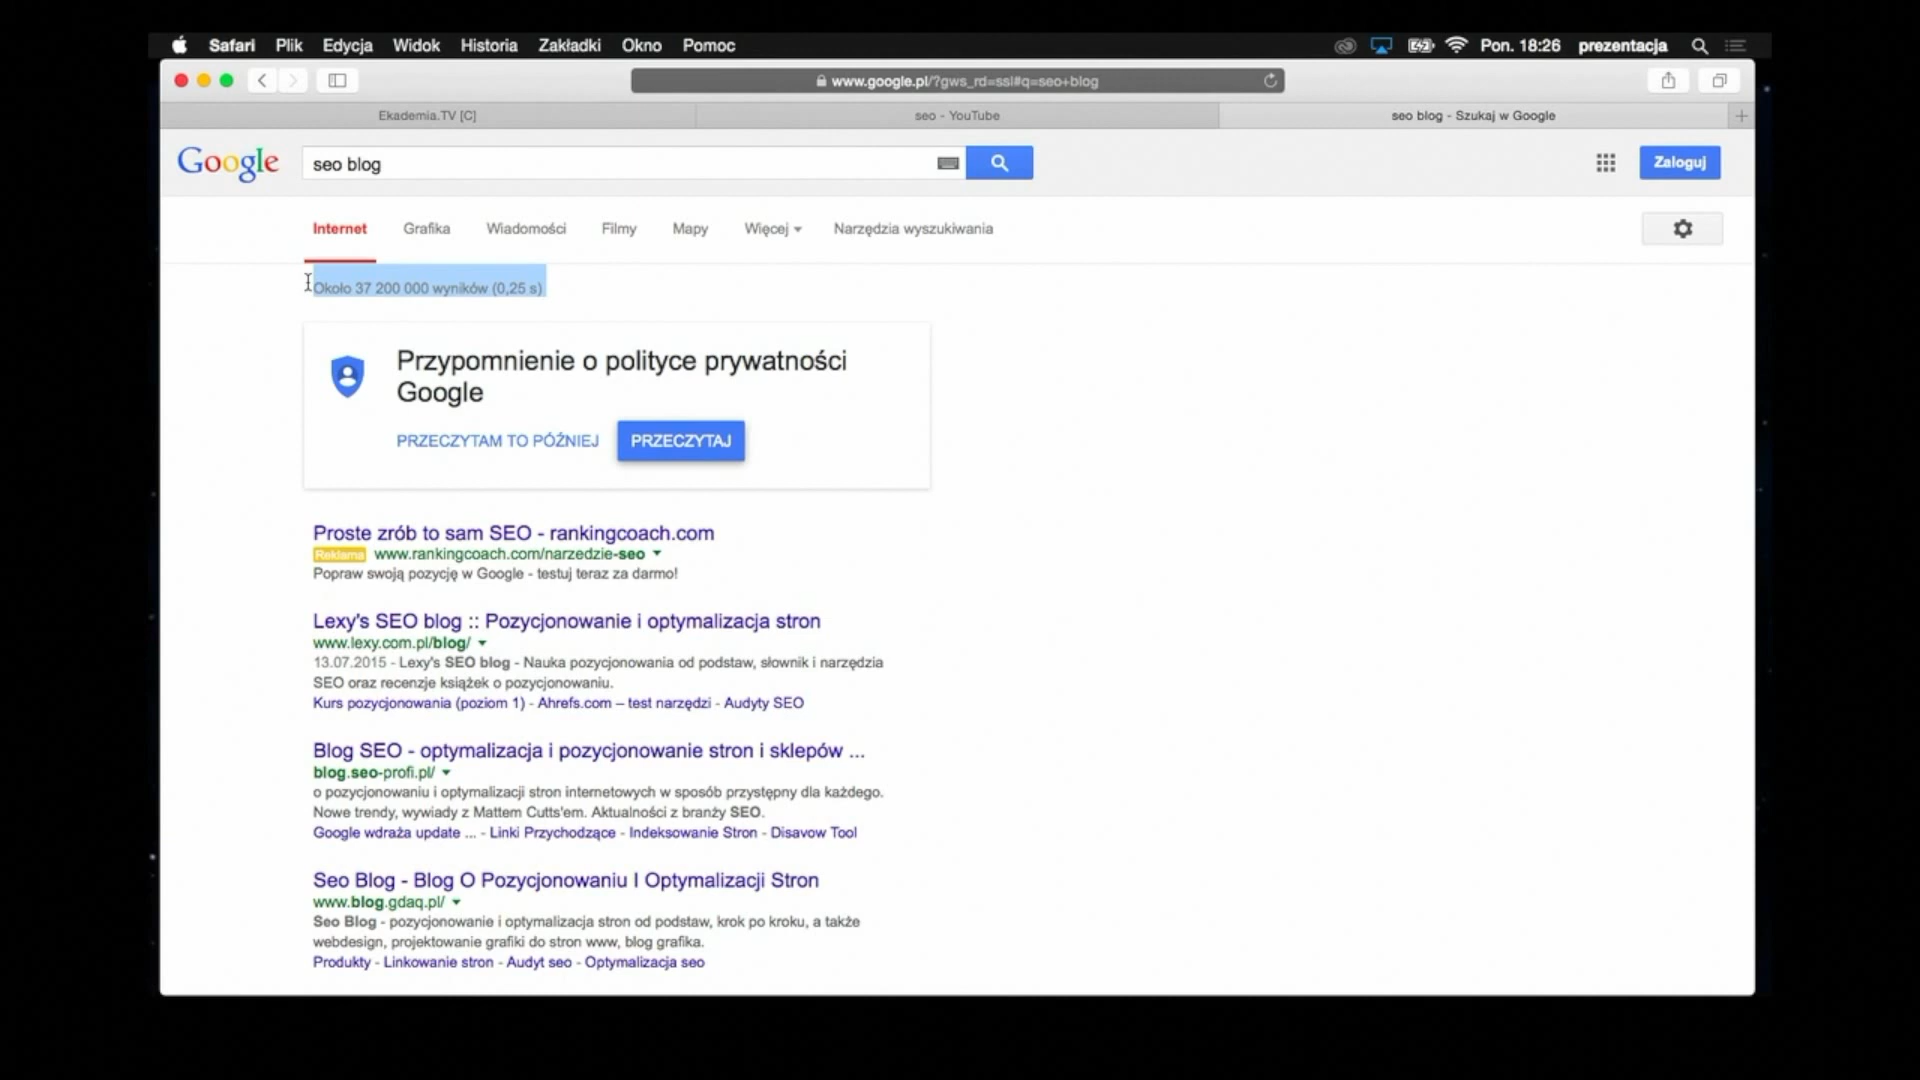 Safari Plik Edycja Widok Historia Zakładki Okno Pomoc Pon. 18:26 prezentacja
www.google.pl/?gws_rd=ssl#q=seo+blog
Ekademia.TV [C] seo - YouTube seo blog - Szukaj w Google
Google seo blog Zaloguj
Internet Grafika Wiadomości Filmy Mapy Więcej Narzędzia wyszukiwania
Około 37 200 000 wyników (0,25 s)
Przypomnienie o polityce prywatności
Google
PRZECZYTAM TO PÓŹNIEJ PRZECZYTAJ
Proste zrób to sam SEO - rankingcoach.com
Reklama www.rankingcoach.com/narzedzie-seo
Popraw swoją pozycję w Google - testuj teraz za darmo!
Lexy's SEO blog :: Pozycjonowanie i optymalizacja stron
www.lexy.com.pl/blog/
13.07.2015 - Lexy's SEO blog - Nauka pozycjonowania od podstaw, słownik i narzędzia
SEO oraz recenzje książek o pozycjonowaniu.
Kurs pozycjonowania (poziom 1) - Ahrefs.com – test narzędzi - Audyty SEO
Blog SEO - optymalizacja i pozycjonowanie stron i sklepów ...
blog.seo-profi.pl/
o pozycjonowaniu i optymalizacji stron internetowych w sposób przystępny dla każdego.
Nowe trendy, wywiady z Mattem Cutts'em. Aktualności z branży SEO.
Google wdraża update ... - Linki Przychodzące - Indeksowanie Stron - Disavow Tool
Seo Blog - Blog O Pozycjonowaniu I Optymalizacji Stron
www.blog.gdaq.pl/
Seo Blog - pozycjonowanie i optymalizacja stron od podstaw, krok po kroku, a także
webdesign, projektowanie grafiki do stron www, blog grafika.
Produkty - Linkowanie stron - Audyt seo - Optymalizacja seo